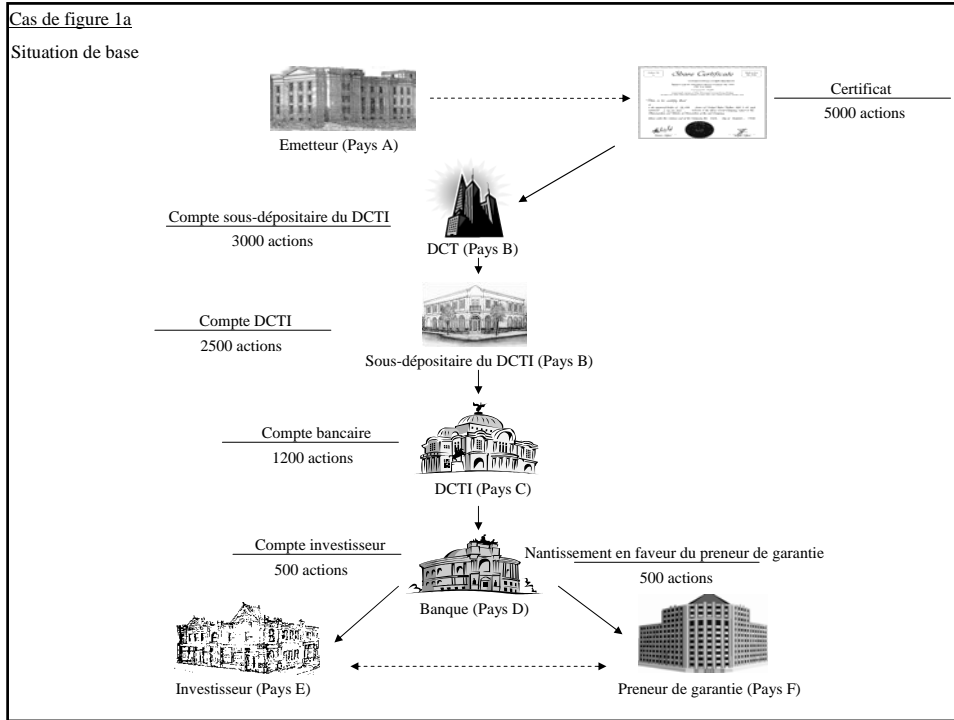 Cas de figure 1a
Situation de base
Share Certificate
Certificat
5000 actions
Emetteur (Pays A)
Compte sous-dépositaire du DCTI
3000 actions
DCT (Pays B)
Compte DCTI
2500 actions
Sous-dépositaire du DCTI (Pays B)
Compte bancaire
1200 actions
DCTI (Pays C)
Compte investisseur
500 actions
Nantissement en faveur du preneur de garantie
500 actions
Banque (Pays D)
Investisseur (Pays E)
Preneur de garantie (Pays F)